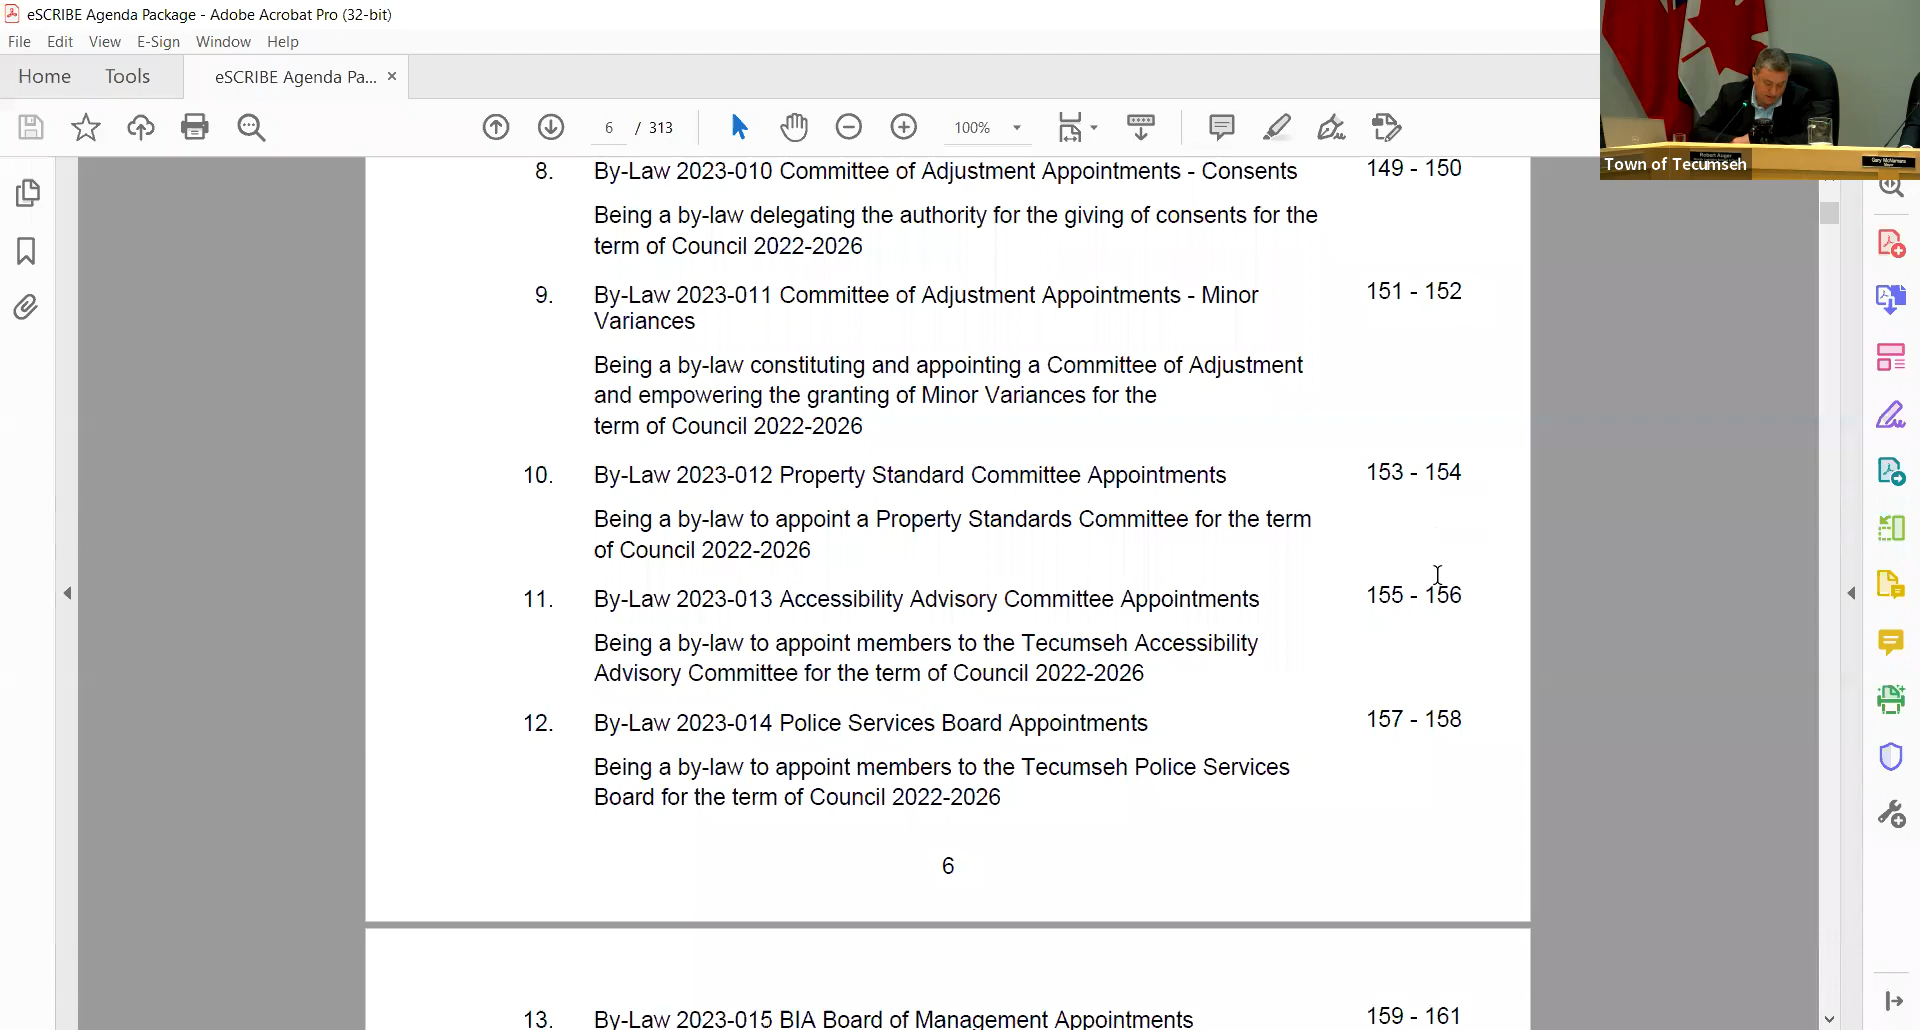 eSCRIBE Agenda Package - Adobe Acrobat Pro (32-bit)
File Edit View E-Sign Window Help
Home Tools eSCRIBE Agenda Pa... ×
6 / 313 100%
8. By-Law 2023-010 Committee of Adjustment Appointments - Consents 149 - 150
Being a by-law delegating the authority for the giving of consents for the
term of Council 2022-2026
9. By-Law 2023-011 Committee of Adjustment Appointments - Minor 151 - 152
Variances
Being a by-law constituting and appointing a Committee of Adjustment
and empowering the granting of Minor Variances for the
term of Council 2022-2026
10. By-Law 2023-012 Property Standard Committee Appointments 153 - 154
Being a by-law to appoint a Property Standards Committee for the term
of Council 2022-2026
11. By-Law 2023-013 Accessibility Advisory Committee Appointments 155 - 156
Being a by-law to appoint members to the Tecumseh Accessibility
Advisory Committee for the term of Council 2022-2026
12. By-Law 2023-014 Police Services Board Appointments 157 - 158
Being a by-law to appoint members to the Tecumseh Police Services
Board for the term of Council 2022-2026
6
13. By-Law 2023-015 BIA Board of Management Appointments 159 - 161
Robert Auger
Gary McNamara
Mayor
Town of Tecumseh